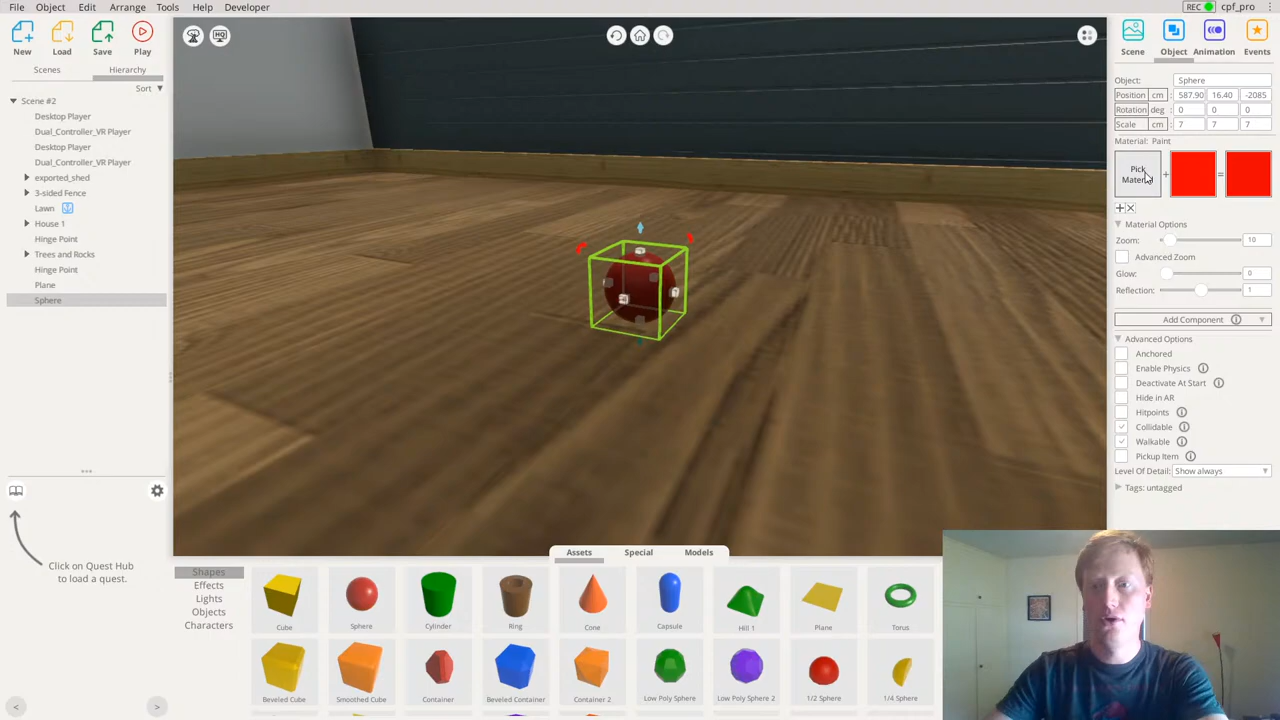 File Object Edit Arrange Tools Help Developer
REC cpf_pro
New Load Save Play
HQ
Scene Object Animation Events
Scenes Hierarchy
Sort
Scene #2
Desktop Player
Dual_Controller_VR Player
Desktop Player
Dual_Controller_VR Player
exported_shed
3-sided Fence
Lawn
House 1
Hinge Point
Trees and Rocks
Hinge Point
Plane
Sphere
Click on Quest Hub
to load a quest.
Object: Sphere
Position cm : 587.90 16.40 -2085
Rotation deg : 0 0 0
Scale cm : 7 7 7
Material: Paint
Pick
Material
+ =
Material Options
Zoom: 10
Advanced Zoom
Glow: 0
Reflection: 1
Add Component
Advanced Options
Anchored
Enable Physics
Deactivate At Start
Hide in AR
Hitpoints
Collidable
Walkable
Pickup Item
Level Of Detail: Show always
Tags: untagged
Assets Special Models
Shapes
Effects
Lights
Objects
Characters
Cube Sphere Cylinder Ring Cone Capsule Hill 1 Plane Torus
Beveled Cube Smoothed Cube Container Beveled Container Container 2 Low Poly Sphere Low Poly Sphere 2 1/2 Sphere 1/4 Sphere